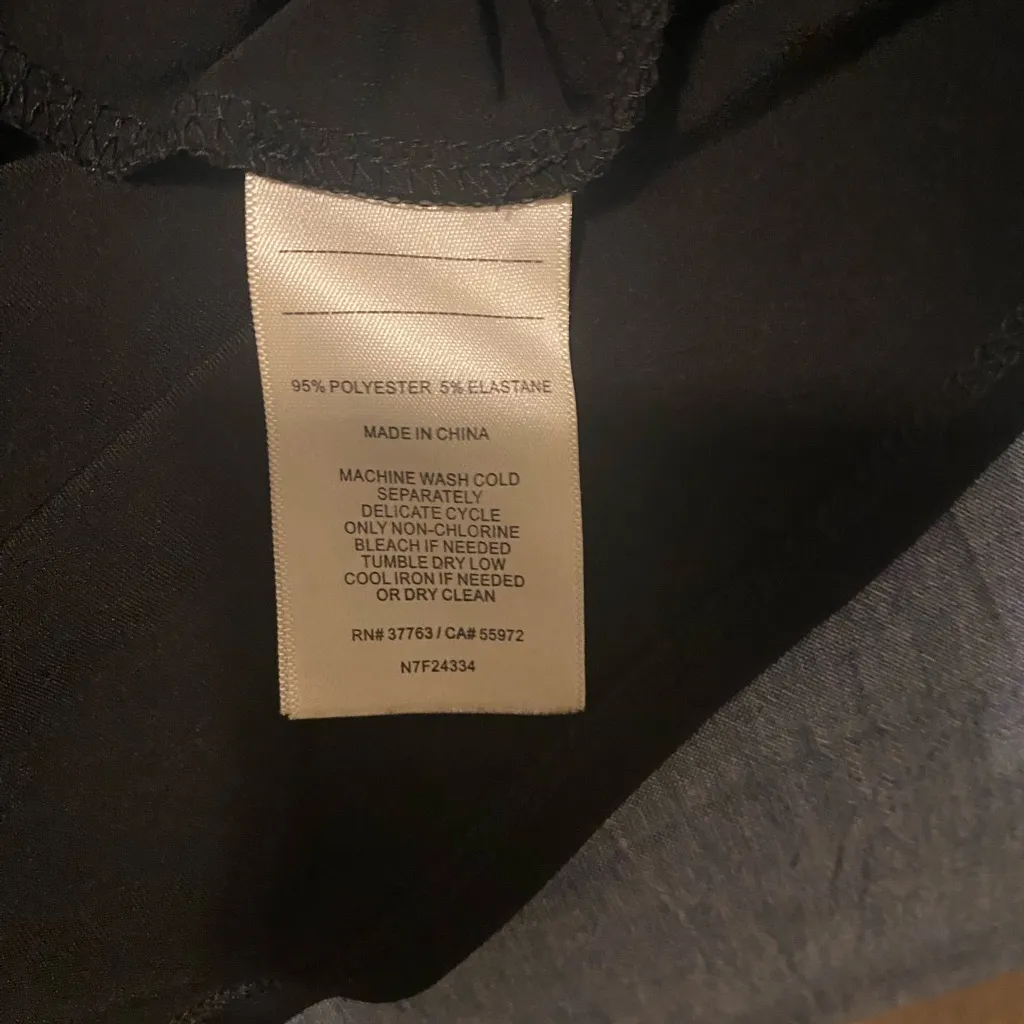 95% POLYESTER 5% ELASTANE
MADE IN CHINA
MACHINE WASH COLD
SEPARATELY
DELICATE CYCLE
ONLY NON-CHLORINE
BLEACH IF NEEDED
TUMBLE DRY LOW
COOL IRON IF NEEDED
OR DRY CLEAN
RN# 37763 / CA# 55972
N7F24334